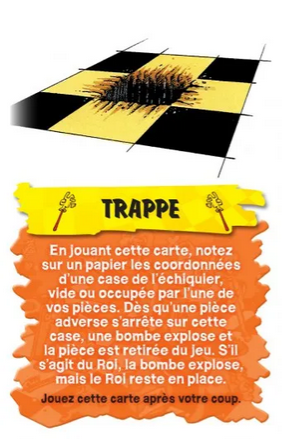 TRAPPE
En jouant cette carte, notez
sur un papier les coordonnées
d'une case de l'échiquier,
vide ou occupée par l'une de
vos pièces. Dès qu'une pièce
adverse s'arrête sur cette
case, une bombe explose et
la pièce est retirée du jeu. S'il
s'agit du Roi, la bombe explose,
mais le Roi reste en place.
Jouez cette carte après votre coup.